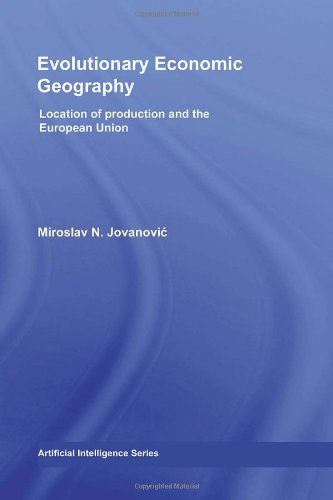 Evolutionary Economic
Geography
Location of production and the
European Union
Miroslav N. Jovanović
Artificial Intelligence Series